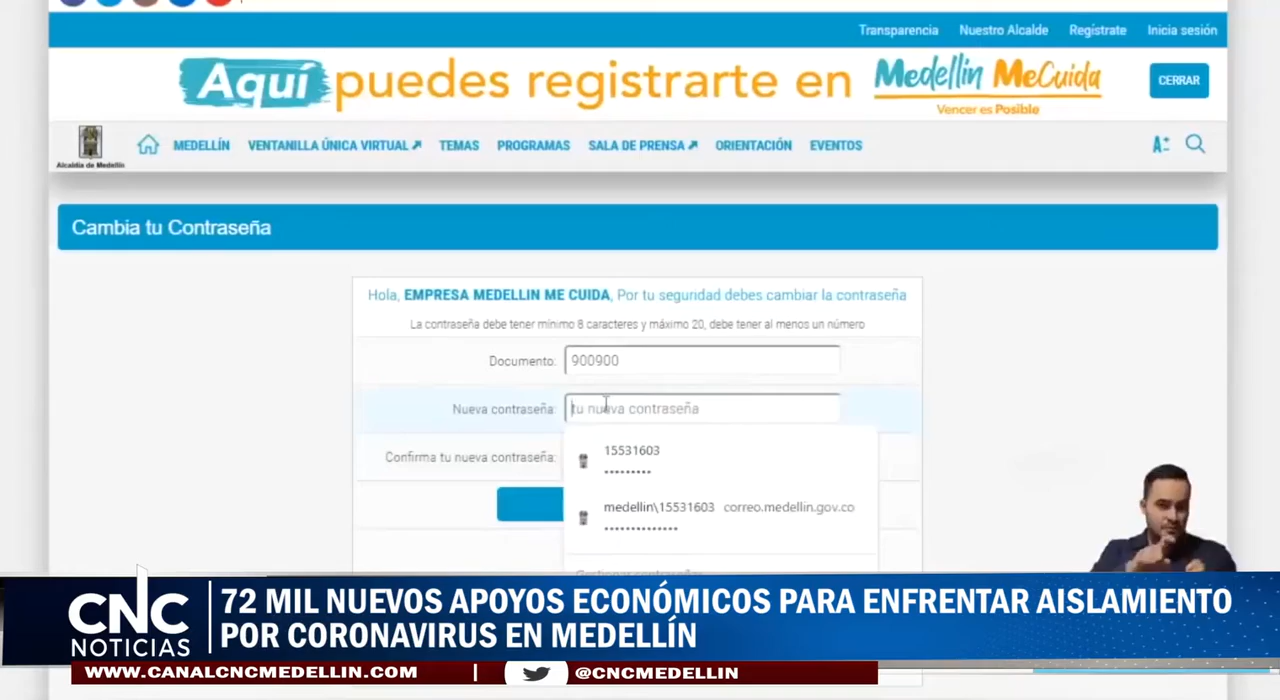 Transparencia Nuestro Alcalde Regístrate Inicia sesión
Aquí puedes registrarte en Medellín MeCuida
Vencer es Posible
CERRAR
Alcaldía de Medellín
MEDELLÍN VENTANILLA ÚNICA VIRTUAL TEMAS PROGRAMAS SALA DE PRENSA ORIENTACIÓN EVENTOS
A
Cambia tu Contraseña
Hola, EMPRESA MEDELLIN ME CUIDA, Por tu seguridad debes cambiar la contraseña
La contraseña debe tener mínimo 8 caracteres y máximo 20, debe tener al menos un número
Documento: 900900
Nueva contraseña: tu nueva contraseña
15531603
Confirma tu nueva contraseña:
medellin\15531603 correo.medellin.gov.co
CNC
NOTICIAS
72 MIL NUEVOS APOYOS ECONÓMICOS PARA ENFRENTAR AISLAMIENTO
POR CORONAVIRUS EN MEDELLÍN
WWW.CANALCNCMEDELLIN.COM | @CNCMEDELLIN